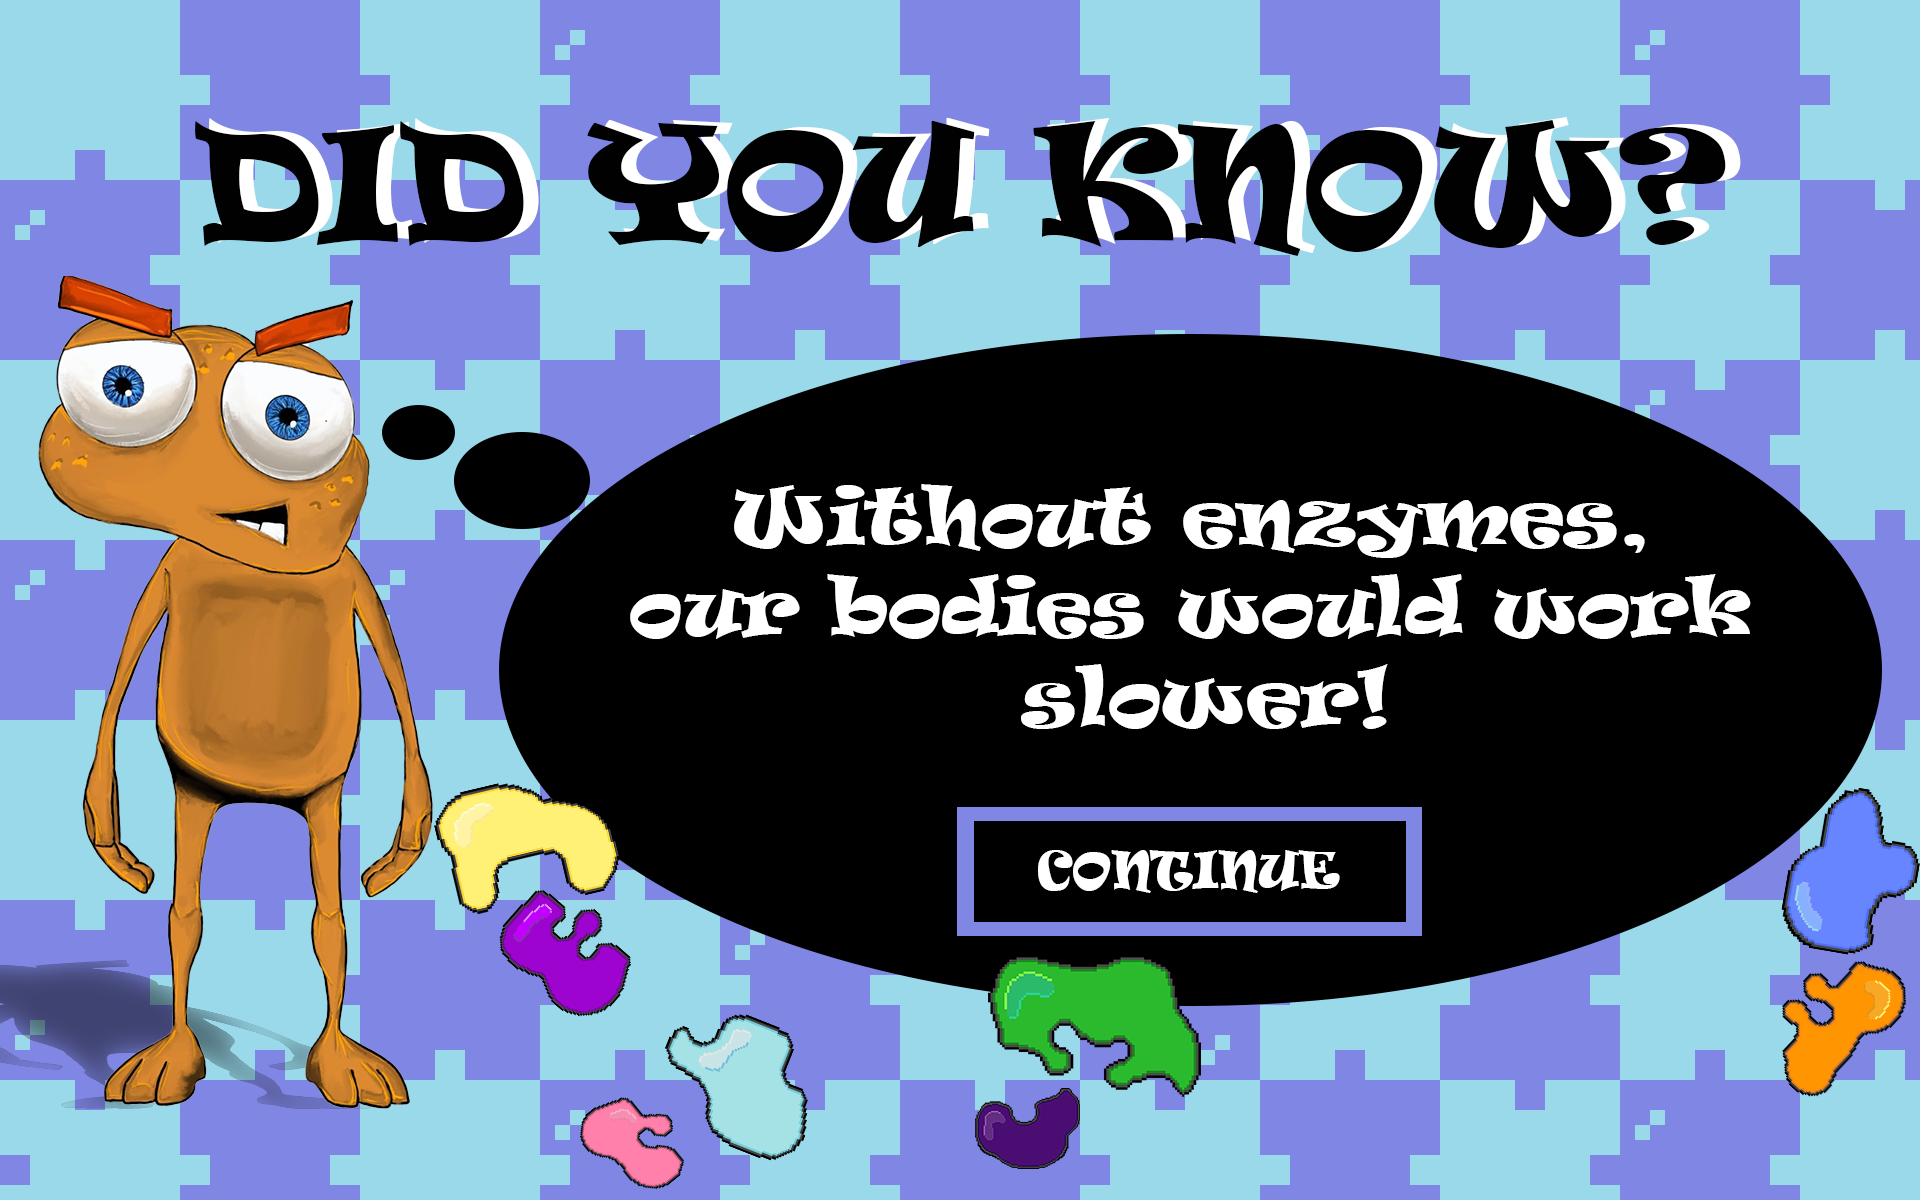 DID YOU KNOW?
Without enzymes,
our bodies would work
slower!
CONTINUE